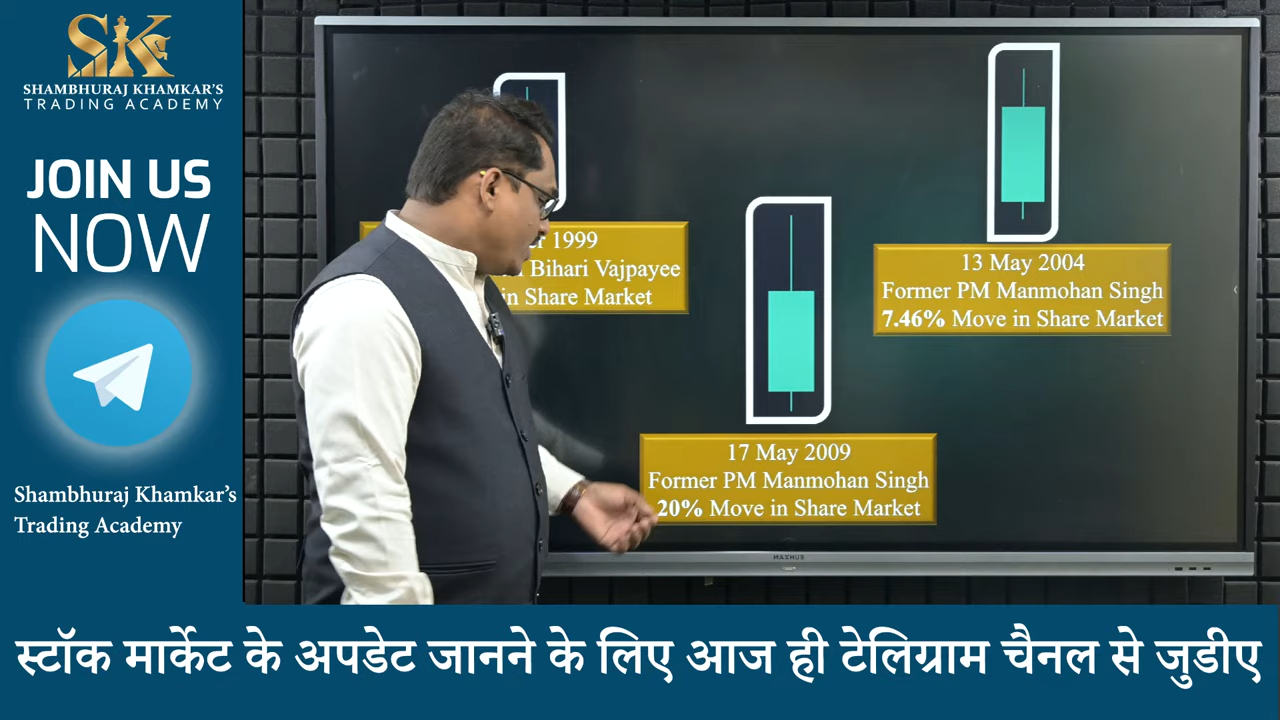 SK
SHAMBHURAJ KHAMKAR'S
TRADING ACADEMY
JOIN US
NOW
Shambhuraj Khamkar's
Trading Academy
1999
Bihari Vajpayee
in Share Market
13 May 2004
Former PM Manmohan Singh
7.46% Move in Share Market
17 May 2009
Former PM Manmohan Singh
20% Move in Share Market
MAXHUB
स्टॉक मार्केट के अपडेट जानने के लिए आज ही टेलिग्राम चैनल से जुडीए